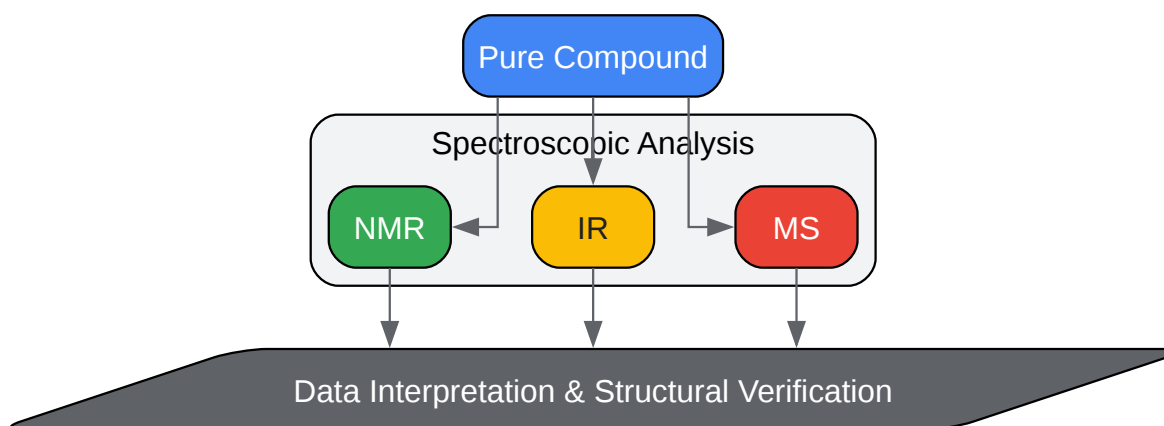 Pure Compound
Spectroscopic Analysis
NMR
IR
MS
Data Interpretation & Structural Verification